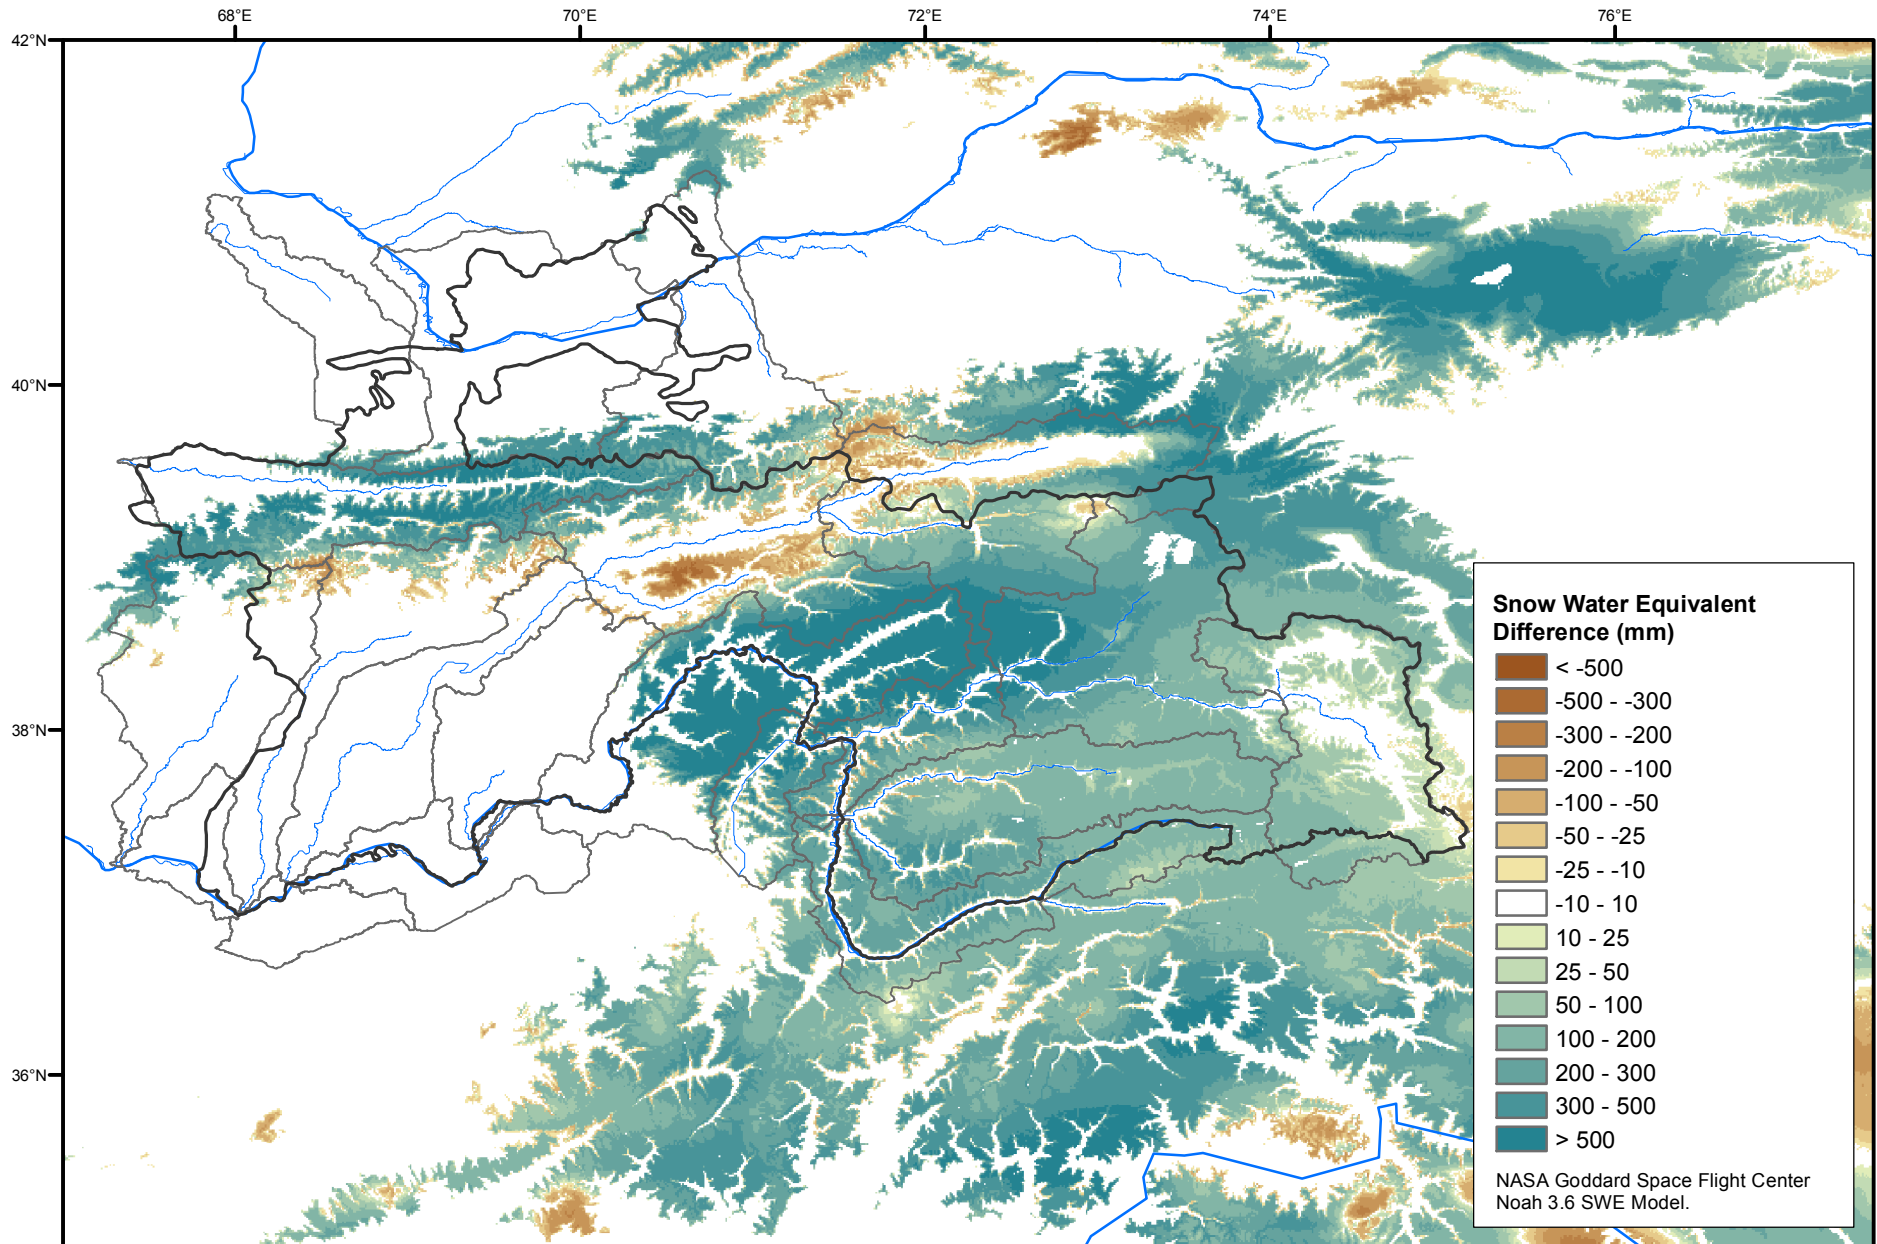 68°E
70°E
72°E
74°E
76°E
42°N
40°N
38°N
36°N
Snow Water Equivalent
Difference (mm)
< -500
-500 - -300
-300 - -200
-200 - -100
-100 - -50
-50 - -25
-25 - -10
-10 - 10
10 - 25
25 - 50
50 - 100
100 - 200
200 - 300
300 - 500
> 500
NASA Goddard Space Flight Center
Noah 3.6 SWE Model.